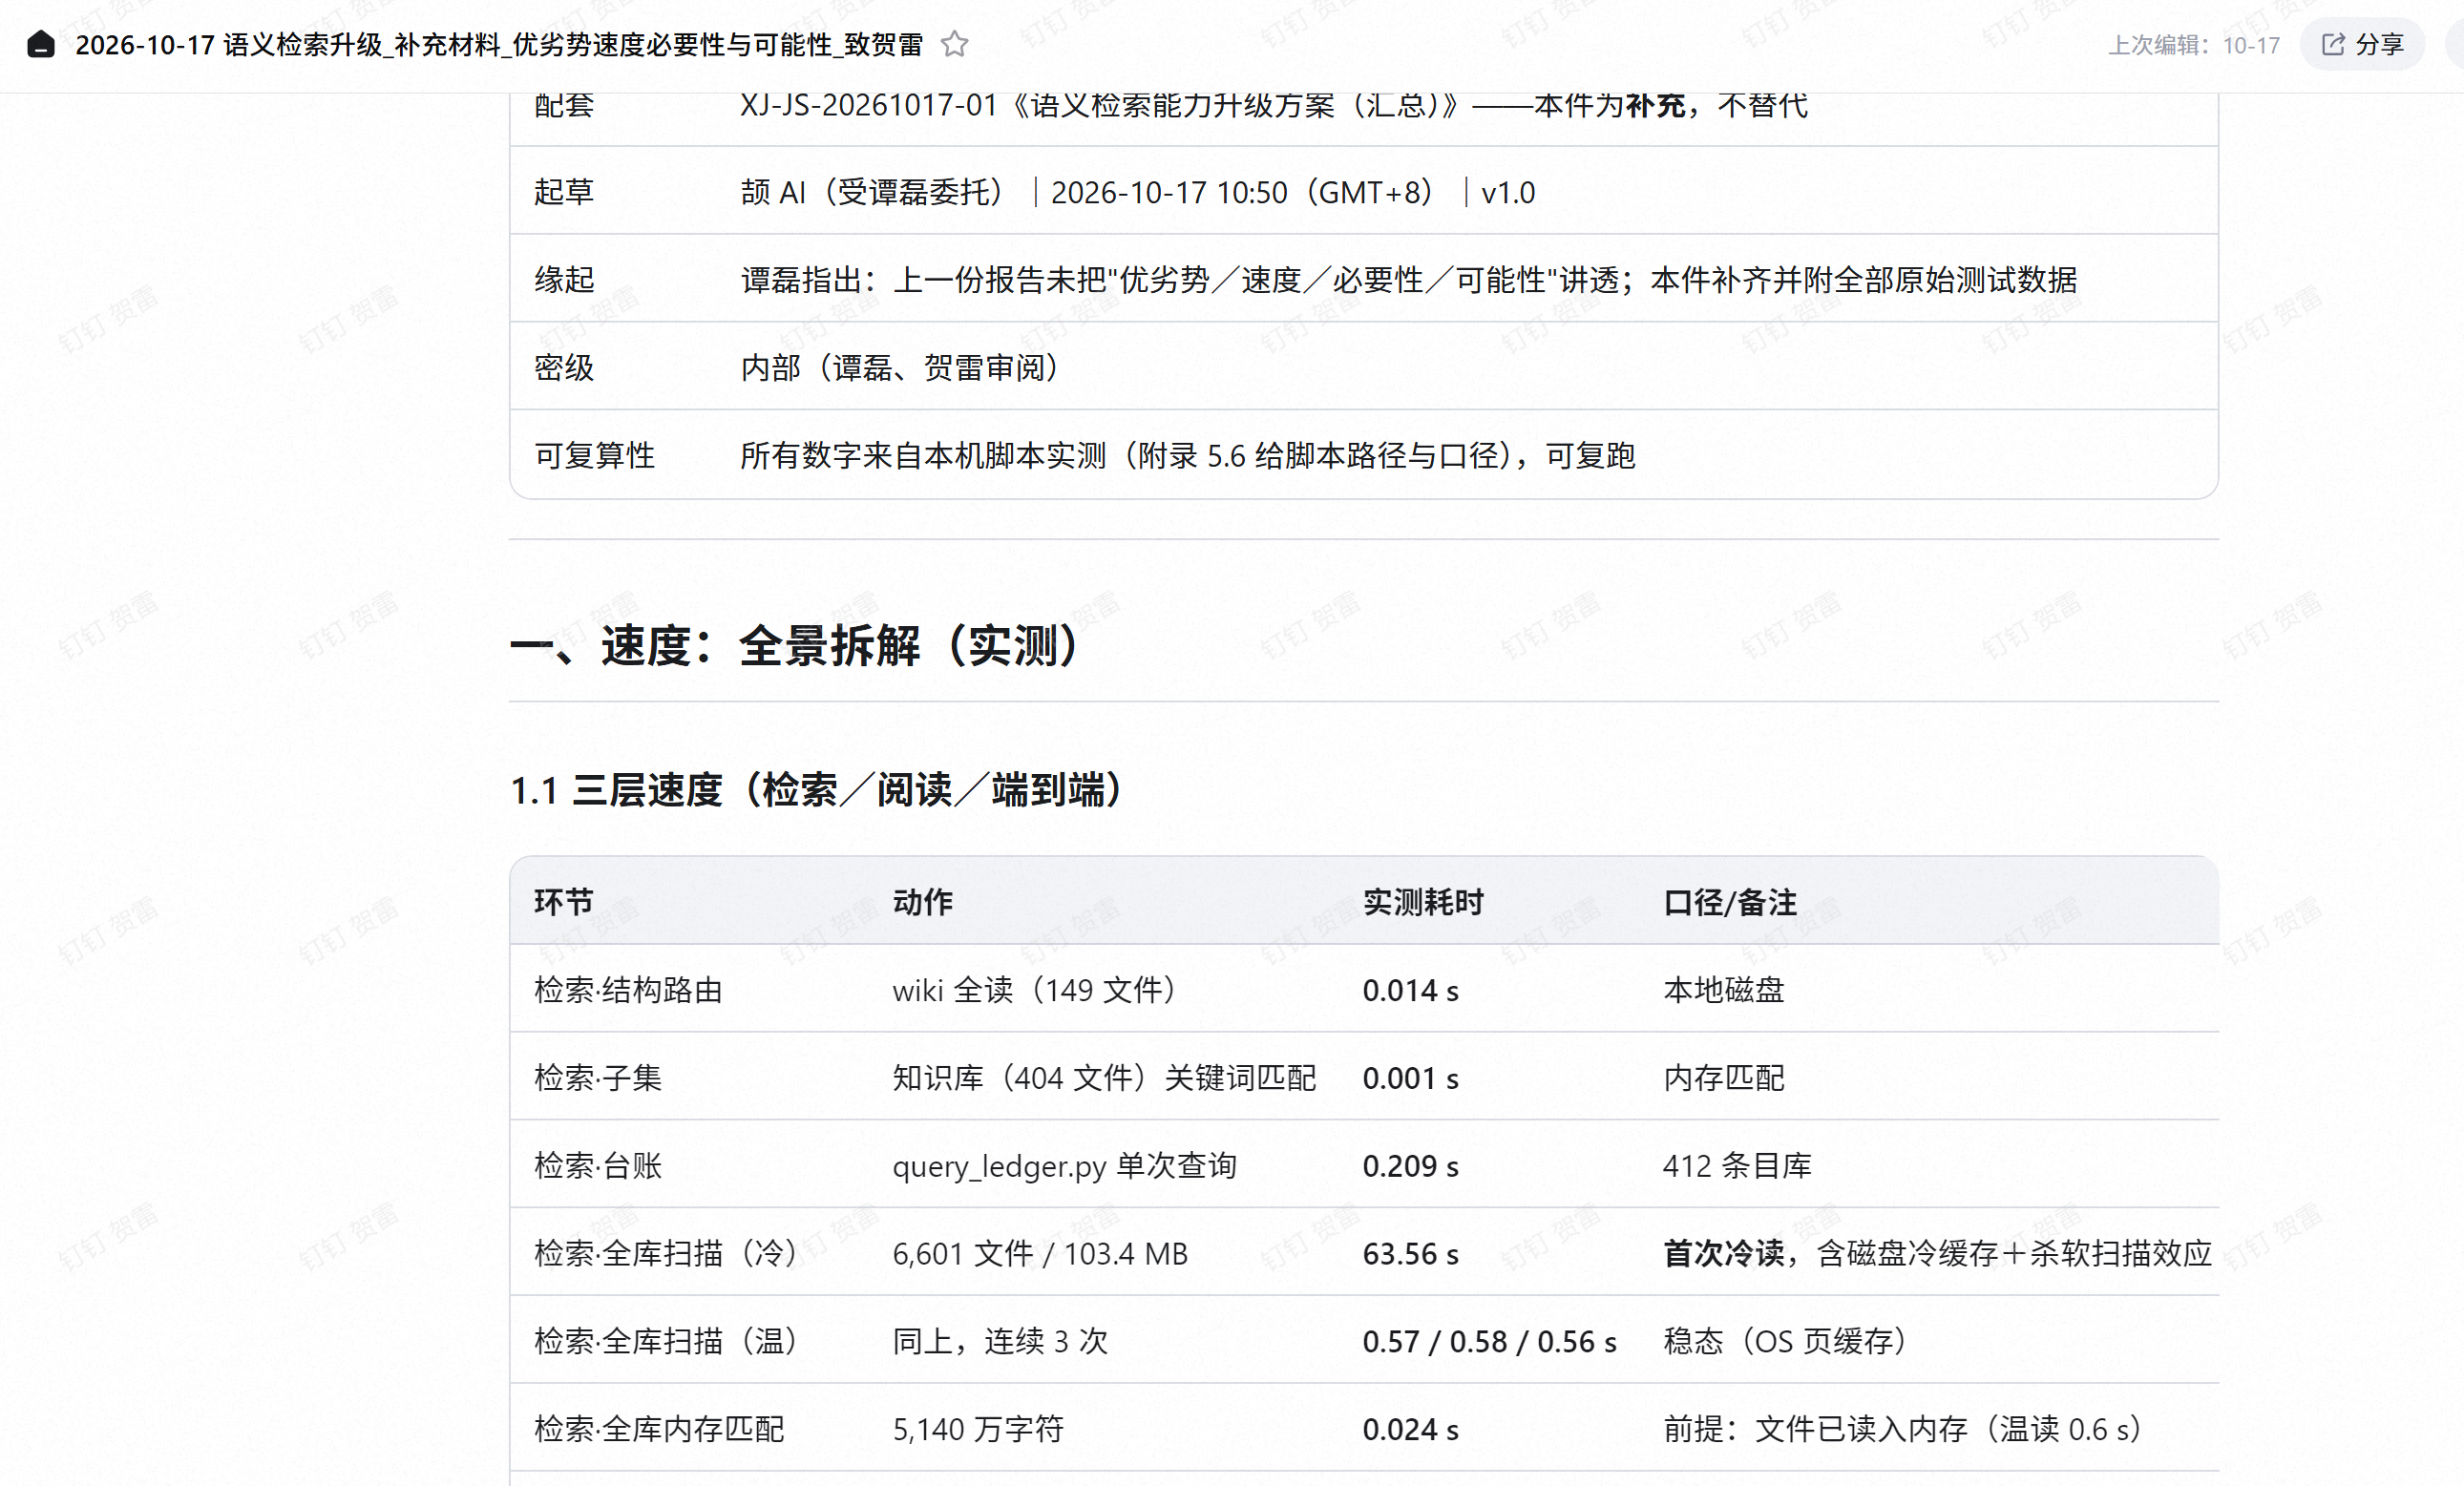 2026-10-17 语义检索升级_补充材料_优劣势速度必要性与可能性_致贺雷
上次编辑：10-17
分享
配套 XJ-JS-20261017-01《语义检索能力升级方案（汇总）》——本件为补充，不替代
起草 颉 AI（受谭磊委托）｜2026-10-17 10:50（GMT+8）｜v1.0
缘起 谭磊指出：上一份报告未把"优劣势／速度／必要性／可能性"讲透；本件补齐并附全部原始测试数据
密级 内部（谭磊、贺雷审阅）
可复算性 所有数字来自本机脚本实测（附录 5.6 给脚本路径与口径），可复跑
一、速度：全景拆解（实测）
1.1 三层速度（检索／阅读／端到端）
环节 动作 实测耗时 口径/备注
检索·结构路由 wiki 全读（149 文件） 0.014 s 本地磁盘
检索·子集 知识库（404 文件）关键词匹配 0.001 s 内存匹配
检索·台账 query_ledger.py 单次查询 0.209 s 412 条目库
检索·全库扫描（冷） 6,601 文件 / 103.4 MB 63.56 s 首次冷读，含磁盘冷缓存＋杀软扫描效应
检索·全库扫描（温） 同上，连续 3 次 0.57 / 0.58 / 0.56 s 稳态（OS 页缓存）
检索·全库内存匹配 5,140 万字符 0.024 s 前提：文件已读入内存（温读 0.6 s）
钉钉 贺雷